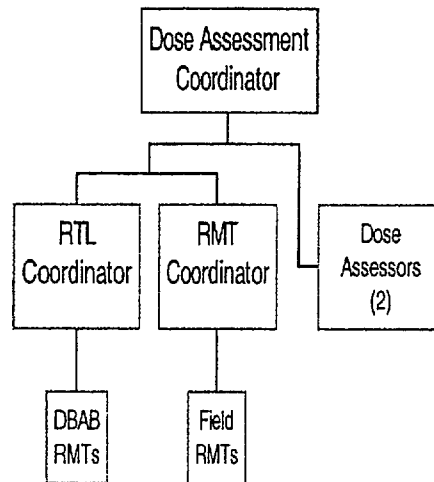 Dose Assessment
Coordinator
RTL
Coordinator
RMT
Coordinator
Dose
Assessors
(2)
DBAB
RMTs
Field
RMTs